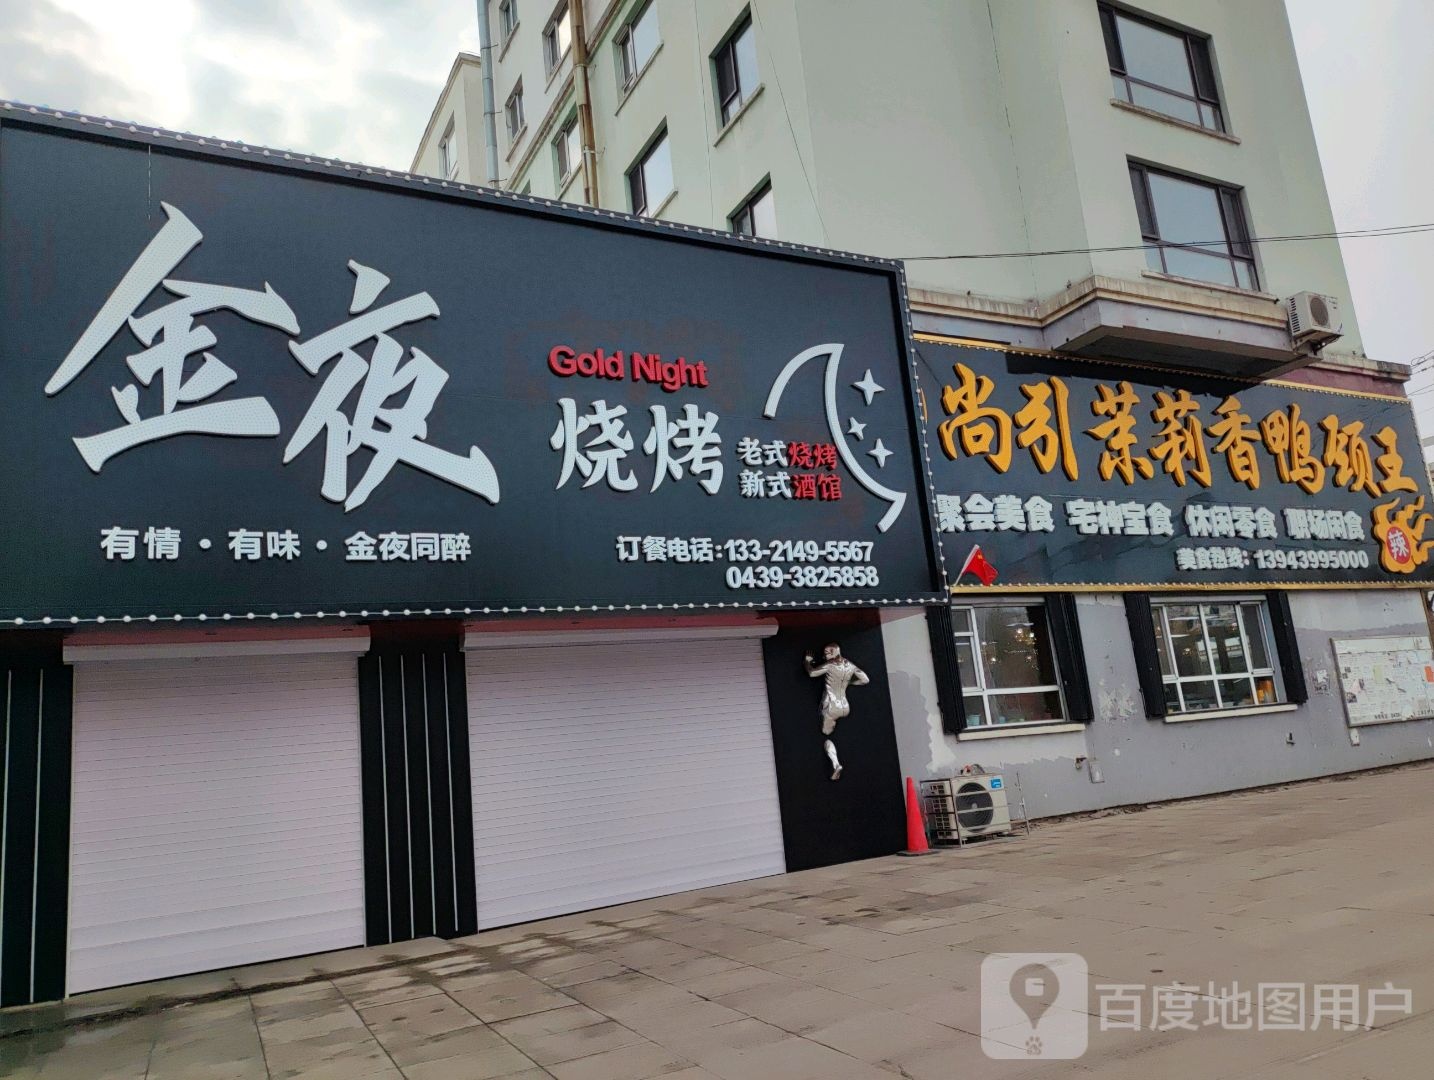 金夜
Gold Night
烧烤
老式烧烤
新式酒馆
有情·有味·金夜同醉
订餐电话:133-2149-5567
0439-3825858
尚引茉莉香鸭颈王
聚会美食 宅神宝食 休闲零食 职场闲食
辣
美食热线: 13943995000
百度地图用户